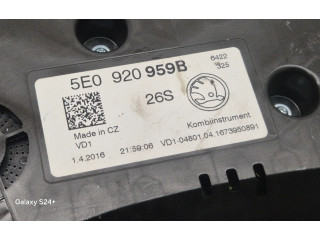 5E0 920 959B
6422
325
26S
Made in CZ
VD1
Kombiinstrument
1.4.2016
21:59:06
VD1-04801.04.1673950891
Galaxy S24+